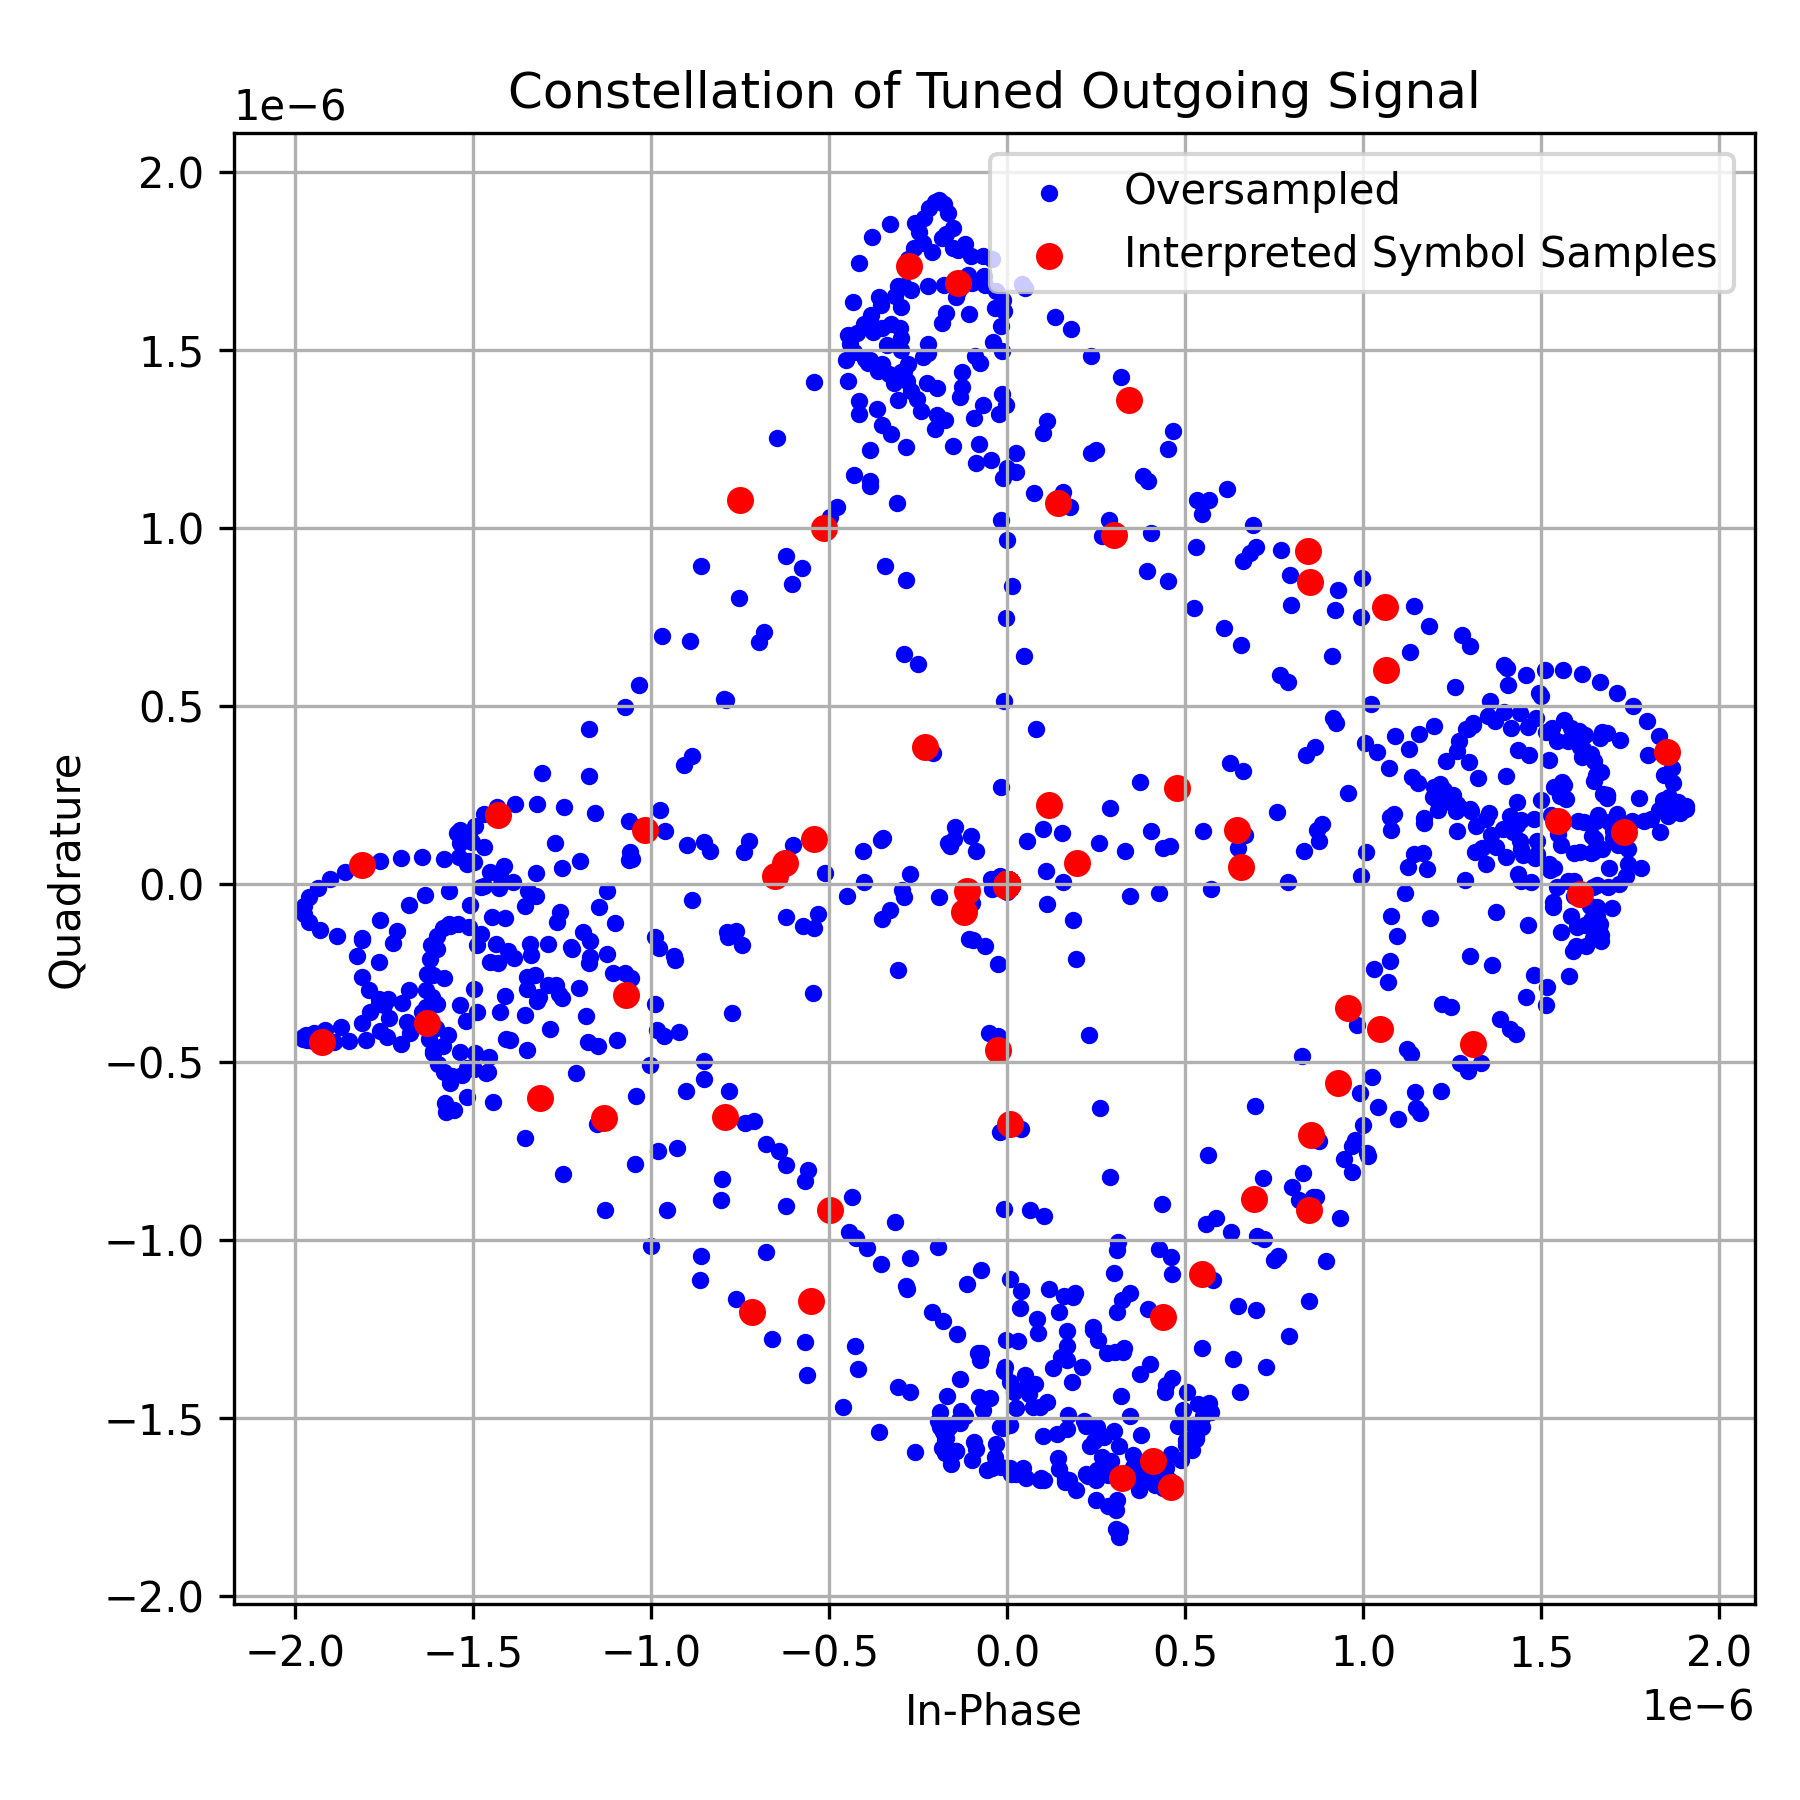 Constellation of Tuned Outgoing Signal
1e−6
2.0
1.5
1.0
0.5
0.0
−0.5
−1.0
−1.5
−2.0
Quadrature
Oversampled
Interpreted Symbol Samples
−2.0 −1.5 −1.0 −0.5 0.0 0.5 1.0 1.5 2.0
In-Phase
1e−6